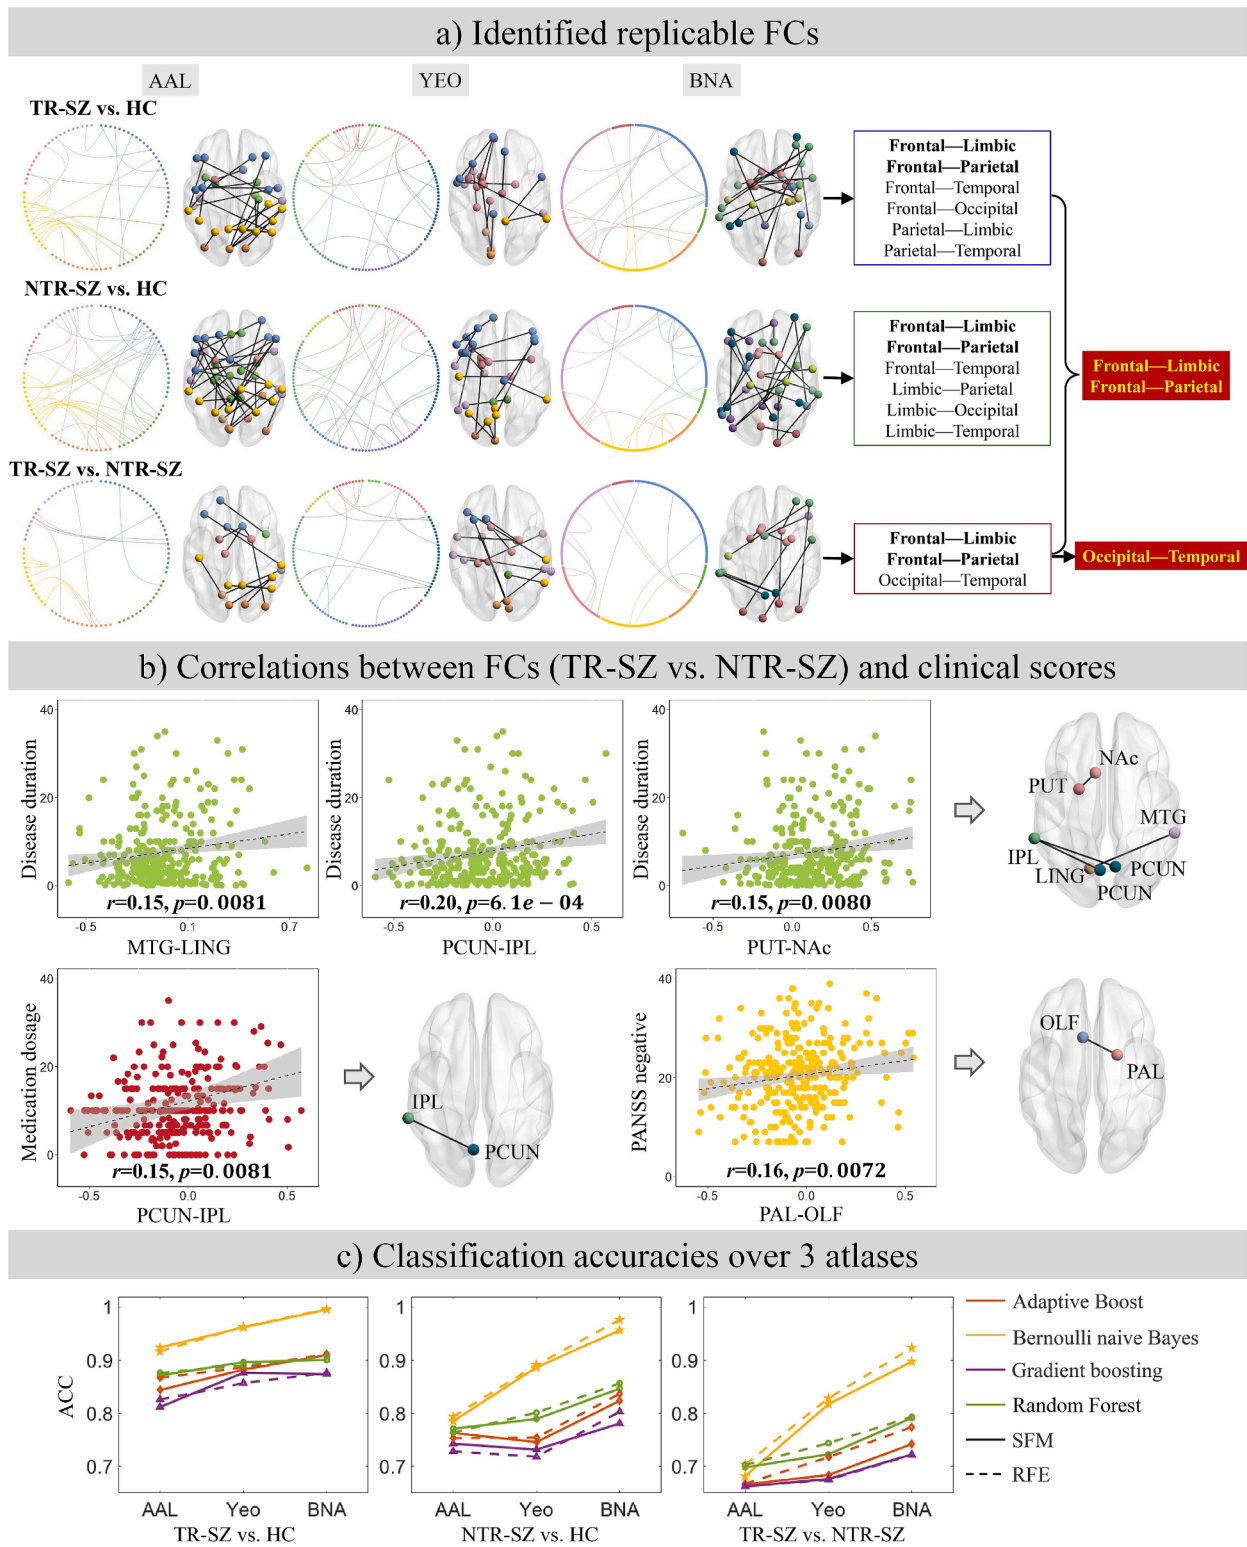 a) Identified replicable FCs
AAL
YEO
BNA
TR-SZ vs. HC
Frontal—Limbic
Frontal—Parietal
Frontal—Temporal
Frontal—Occipital
Parietal—Limbic
Parietal—Temporal
NTR-SZ vs. HC
Frontal—Limbic
Frontal—Parietal
Frontal—Temporal
Limbic—Parietal
Limbic—Occipital
Limbic—Temporal
Frontal—Limbic
Frontal—Parietal
TR-SZ vs. NTR-SZ
Frontal—Limbic
Frontal—Parietal
Occipital—Temporal
Occipital—Temporal
b) Correlations between FCs (TR-SZ vs. NTR-SZ) and clinical scores
Disease duration
40
20
10
0
r=0.15, p=0.0081
-0.5 0.1 0.7
MTG-LING
Disease duration
40
20
10
0
r=0.20, p=6.1e − 04
-0.5 0.0 0.5
PCUN-IPL
Disease duration
40
20
10
0
r=0.15, p=0.0080
-0.5 0.0 0.5
PUT-NAc
NAc
PUT
MTG
IPL
LING
PCUN
PCUN
Medication dosage
40
20
10
0
r=0.15, p=0.0081
-0.5 0.0 0.5
PCUN-IPL
IPL
PCUN
PANSS negative
40
30
20
10
0
r=0.16, p=0.0072
-0.5 0.0 0.5
PAL-OLF
OLF
PAL
c) Classification accuracies over 3 atlases
ACC
1
0.9
0.8
0.7
AAL Yeo BNA
TR-SZ vs. HC
1
0.9
0.8
0.7
AAL Yeo BNA
NTR-SZ vs. HC
1
0.9
0.8
0.7
AAL Yeo BNA
TR-SZ vs. NTR-SZ
Adaptive Boost
Bernoulli naive Bayes
Gradient boosting
Random Forest
SFM
RFE